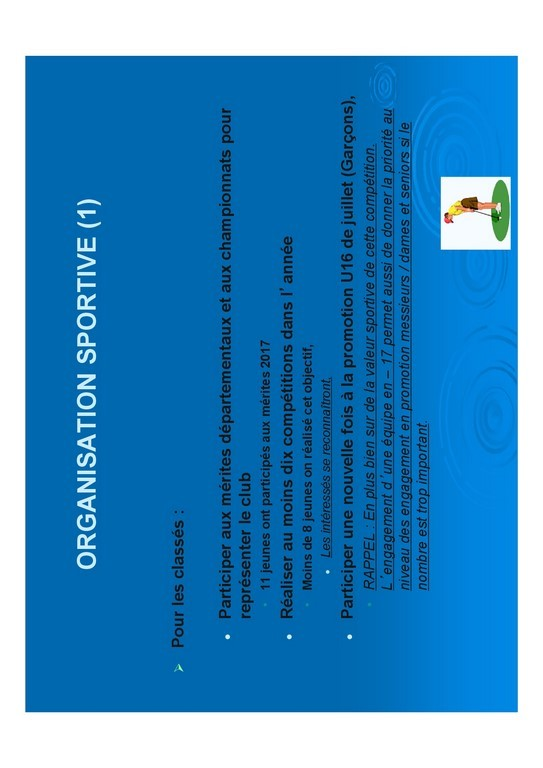 ORGANISATION SPORTIVE (1)
Pour les classés :
• Participer aux mérites départementaux et aux championnats pour
représenter le club
• 11 jeunes ont participés aux mérites 2017
• Réaliser au moins dix compétitions dans l’ année
• Moins de 8 jeunes on réalisé cet objectif,
• Les intéressés se reconnaîtront.
• Participer une nouvelle fois à la promotion U16 de juillet (Garçons),
• RAPPEL : En plus bien sur de la valeur sportive de cette compétition.
L’ engagement d’ une équipe en – 17 permet aussi de donner la priorité au
niveau des engagement en promotion messieurs / dames et seniors si le
nombre est trop important.